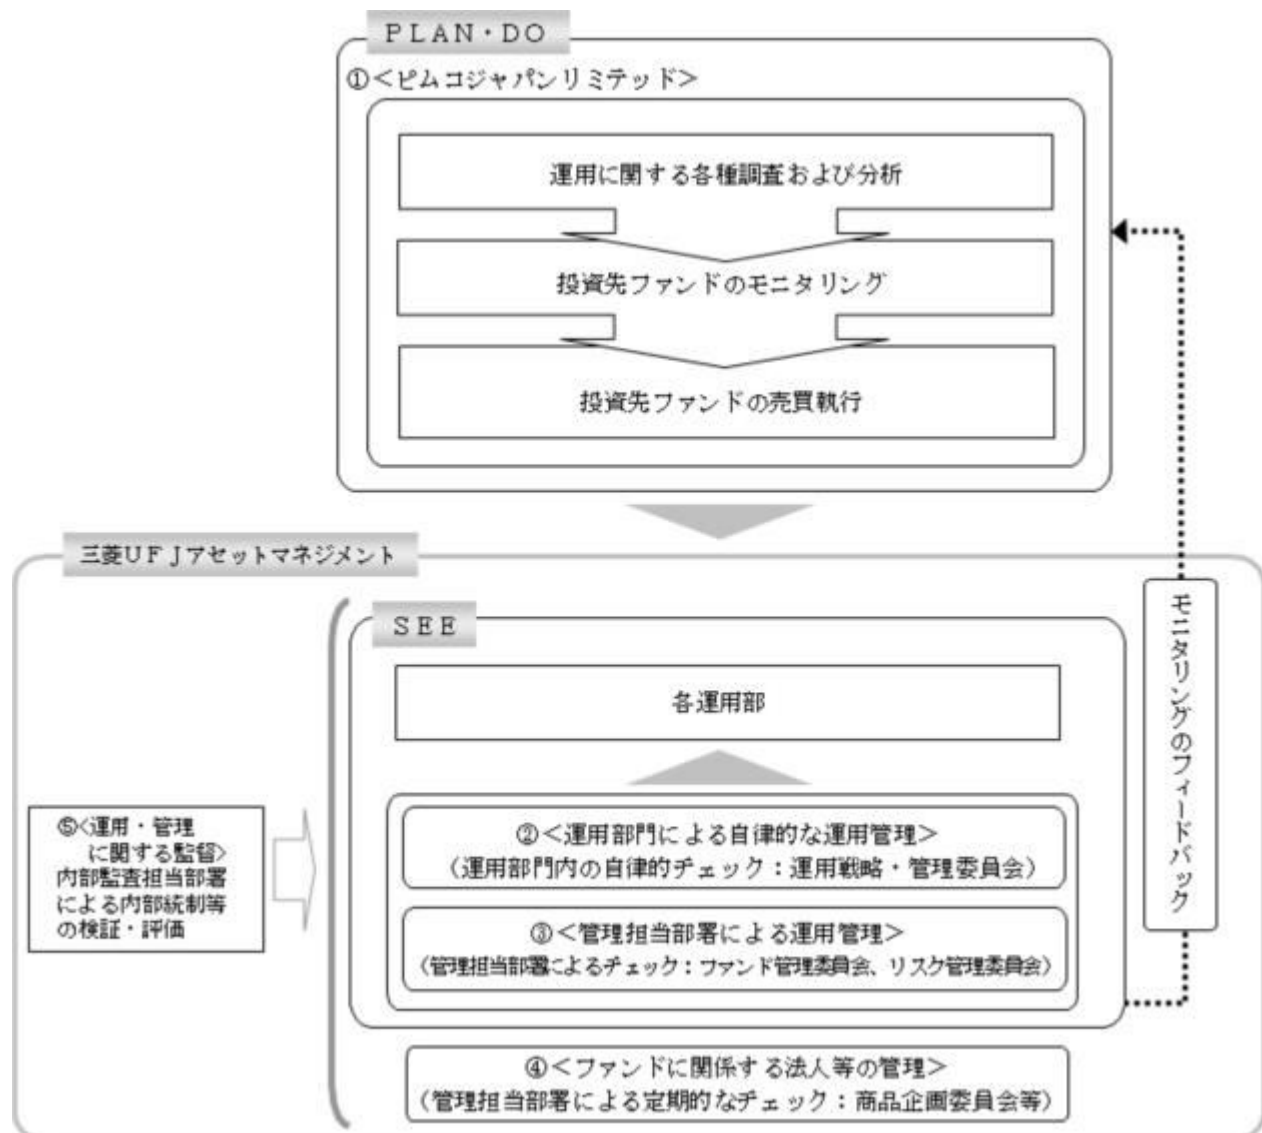 ＰＬＡＮ・ＤＯ
①＜ピムコジャパンリミテッド＞
運用に関する各種調査および分析
投資先ファンドのモニタリング
投資先ファンドの売買執行
三菱ＵＦＪアセットマネジメント
ＳＥＥ
各運用部
②＜運用部門による自律的な運用管理＞
（運用部門内の自律的チェック：運用戦略・管理委員会）
③＜管理担当部署による運用管理＞
（管理担当部署によるチェック：ファンド管理委員会、リスク管理委員会）
④＜ファンドに関係する法人等の管理＞
（管理担当部署による定期的なチェック：商品企画委員会等）
⑤＜運用・管理
に関する監督＞
内部監査担当部署
による内部統制等
の検証・評価
モニタリングのフィードバック